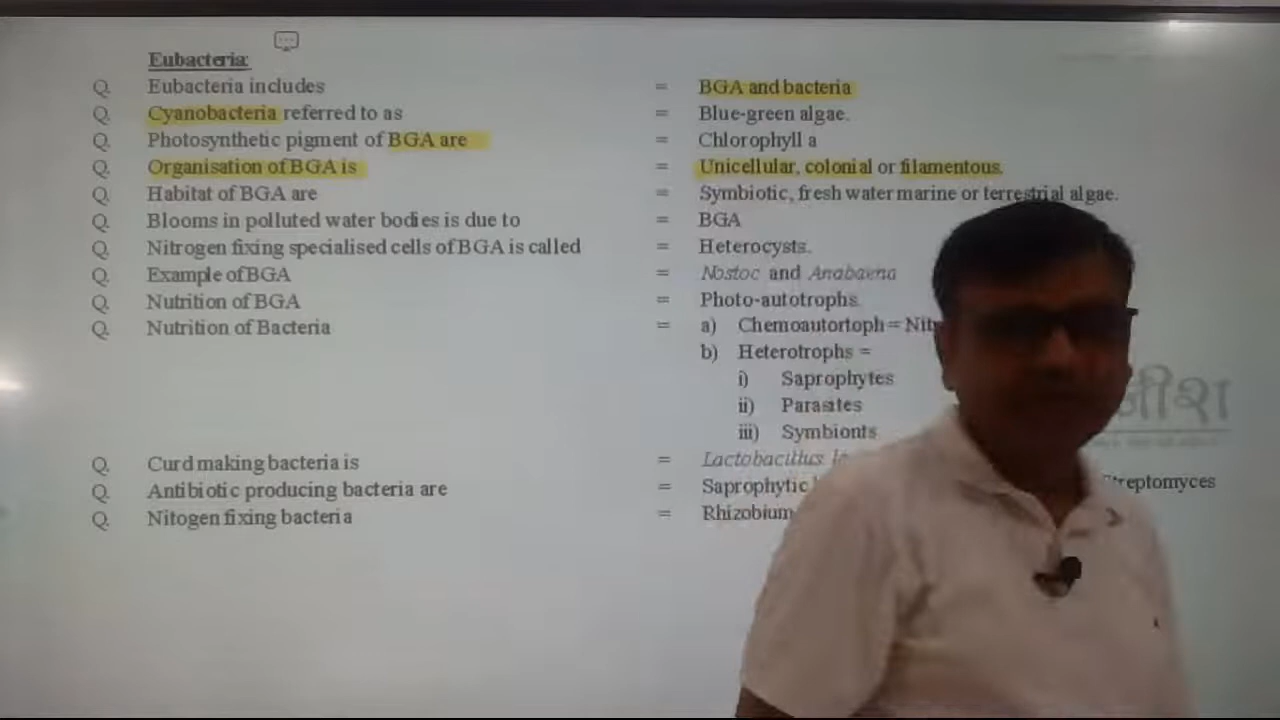 Eubacteria:
Q. Eubacteria includes = BGA and bacteria
Q. Cyanobacteria referred to as = Blue-green algae.
Q. Photosynthetic pigment of BGA are = Chlorophyll a
Q. Organisation of BGA is = Unicellular, colonial or filamentous.
Q. Habitat of BGA are = Symbiotic, fresh water marine or terrestrial algae.
Q. Blooms in polluted water bodies is due to = BGA
Q. Nitrogen fixing specialised cells of BGA is called = Heterocysts.
Q. Example of BGA = Nostoc and Anabaena
Q. Nutrition of BGA = Photo-autotrophs.
Q. Nutrition of Bacteria = a) Chemoautortoph =
b) Heterotrophs =
i) Saprophytes
ii) Parasites
iii) Symbionts
Q. Curd making bacteria is = Lactobacillus
Q. Antibiotic producing bacteria are = Saprophytic Streptomyces
Q. Nitogen fixing bacteria = Rhizobium